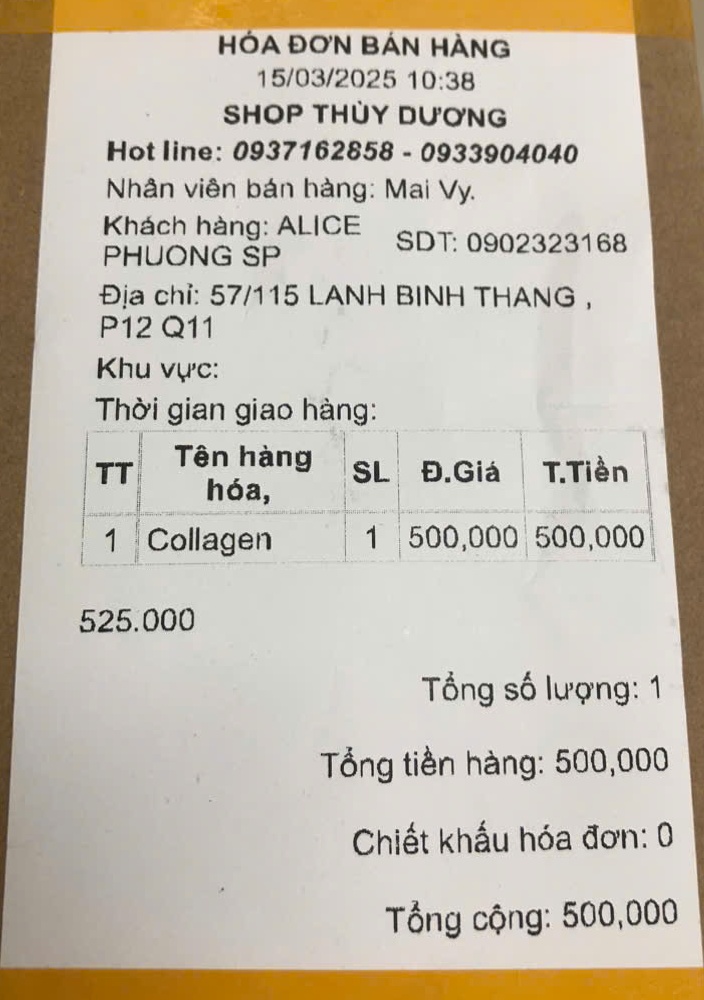 HÓA ĐƠN BÁN HÀNG
15/03/2025 10:38
SHOP THÙY DƯƠNG
Hot line: 0937162858 - 0933904040
Nhân viên bán hàng: Mai Vy.
Khách hàng: ALICE PHUONG SP SDT: 0902323168
Địa chỉ: 57/115 LANH BINH THANG ,
P12 Q11
Khu vực:
Thời gian giao hàng:
TT Tên hàng hóa, SL Đ.Giá T.Tiền
1 Collagen 1 500,000 500,000
525.000
Tổng số lượng: 1
Tổng tiền hàng: 500,000
Chiết khấu hóa đơn: 0
Tổng cộng: 500,000